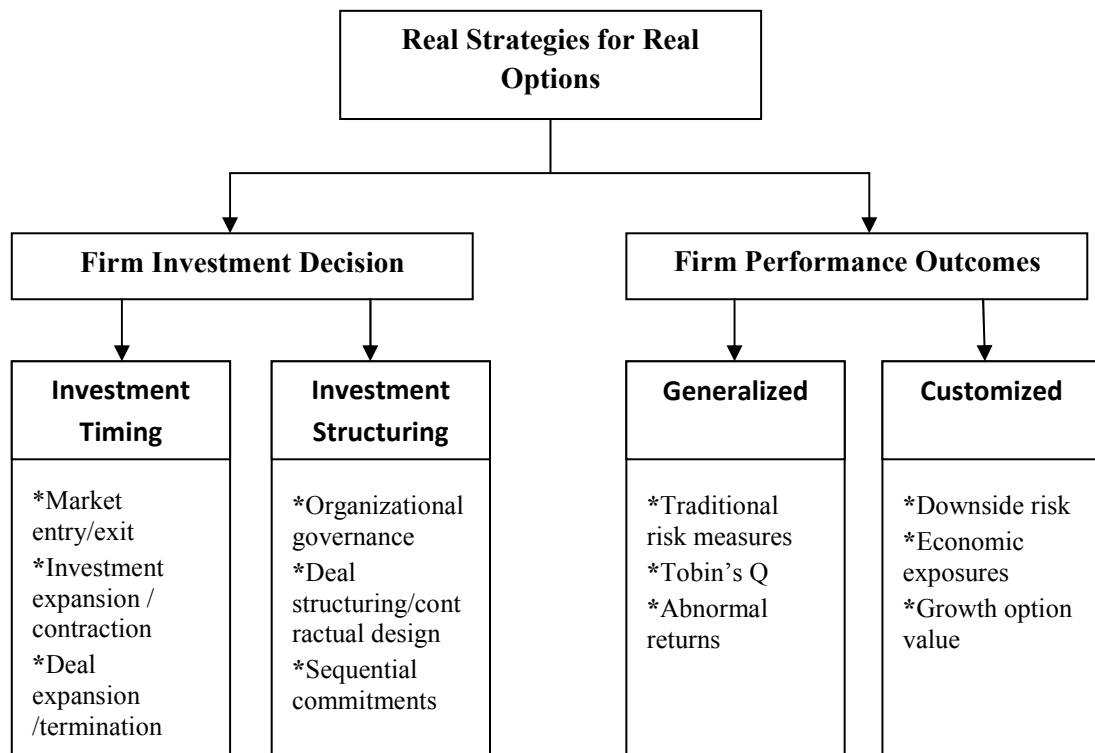 Real Strategies for Real
Options
Firm Investment Decision
Firm Performance Outcomes
Investment
Timing
*Market
entry/exit
*Investment
expansion /
contraction
*Deal
expansion
/termination
Investment
Structuring
*Organizational
governance
*Deal
structuring/cont
ractual design
*Sequential
commitments
Generalized
*Traditional
risk measures
*Tobin’s Q
*Abnormal
returns
Customized
*Downside risk
*Economic
exposures
*Growth option
value